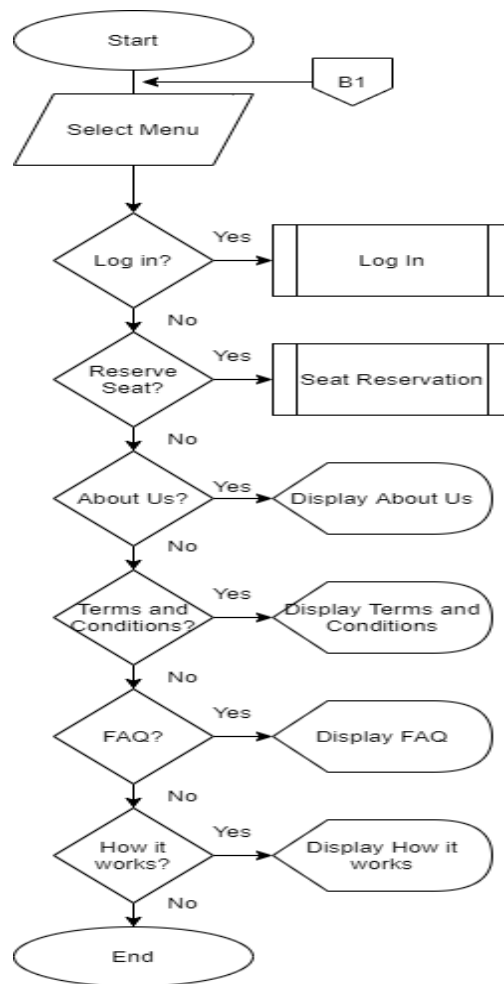 Start
B1
Select Menu
Log in?
Yes
Log In
No
Reserve
Seat?
Yes
Seat Reservation
No
About Us?
Yes
Display About Us
No
Terms and
Conditions?
Yes
Display Terms and
Conditions
No
FAQ?
Yes
Display FAQ
No
How it
works?
Yes
Display How it
works
No
End